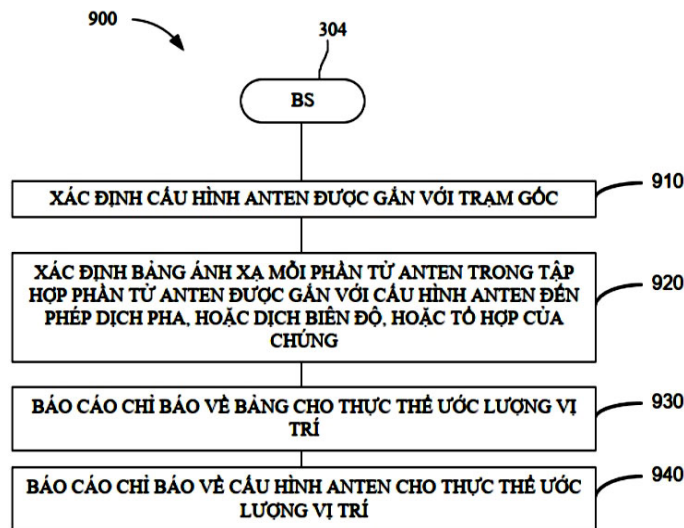 900
304
BS
XÁC ĐỊNH CẤU HÌNH ANTEN ĐƯỢC GẮN VỚI TRẠM GỐC
910
XÁC ĐỊNH BẢNG ÁNH XẠ MỖI PHẦN TỬ ANTEN TRONG TẬP
HỢP PHẦN TỬ ANTEN ĐƯỢC GẮN VỚI CẤU HÌNH ANTEN ĐẾN
PHÉP DỊCH PHA, HOẶC DỊCH BIÊN ĐỘ, HOẶC TỔ HỢP CỦA
CHÚNG
920
BÁO CÁO CHỈ BÁO VỀ BẢNG CHO THỰC THỂ ƯỚC LƯỢNG VỊ
TRÍ
930
BÁO CÁO CHỈ BÁO VỀ CẤU HÌNH ANTEN CHO THỰC THỂ ƯỚC
LƯỢNG VỊ TRÍ
940